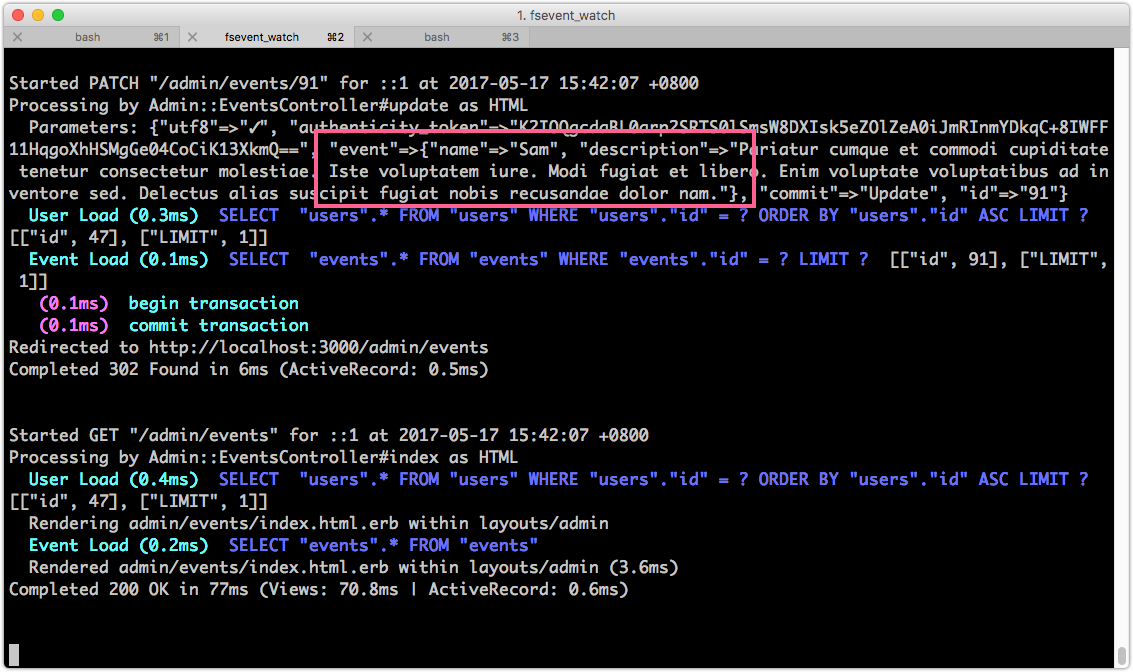 1. fsevent_watch
bash ⌘1 fsevent_watch ⌘2 bash ⌘3
Started PATCH "/admin/events/91" for ::1 at 2017-05-17 15:42:07 +0800
Processing by Admin::EventsController#update as HTML
Parameters: {"utf8"=>"✓", "authenticity_token"=>
11HqgoXhHSMgGe04CoCiK13XkmQ==", "event"=>{"name"=>"Sam", "description"=>"Pariatur cumque et commodi cupiditate
tenetur consectetur molestiae. Iste voluptatem iure. Modi fugiat et libero. Enim voluptate voluptatibus ad in
ventore sed. Delectus alias suscipit fugiat nobis recusandae dolor nam."}, "commit"=>"Update", "id"=>"91"}
User Load (0.3ms) SELECT "users".* FROM "users" WHERE "users"."id" = ? ORDER BY "users"."id" ASC LIMIT ?
[["id", 47], ["LIMIT", 1]]
Event Load (0.1ms) SELECT "events".* FROM "events" WHERE "events"."id" = ? LIMIT ? [["id", 91], ["LIMIT",
1]]
(0.1ms) begin transaction
(0.1ms) commit transaction
Redirected to http://localhost:3000/admin/events
Completed 302 Found in 6ms (ActiveRecord: 0.5ms)
Started GET "/admin/events" for ::1 at 2017-05-17 15:42:07 +0800
Processing by Admin::EventsController#index as HTML
User Load (0.4ms) SELECT "users".* FROM "users" WHERE "users"."id" = ? ORDER BY "users"."id" ASC LIMIT ?
[["id", 47], ["LIMIT", 1]]
Rendering admin/events/index.html.erb within layouts/admin
Event Load (0.2ms) SELECT "events".* FROM "events"
Rendered admin/events/index.html.erb within layouts/admin (3.6ms)
Completed 200 OK in 77ms (Views: 70.8ms | ActiveRecord: 0.6ms)